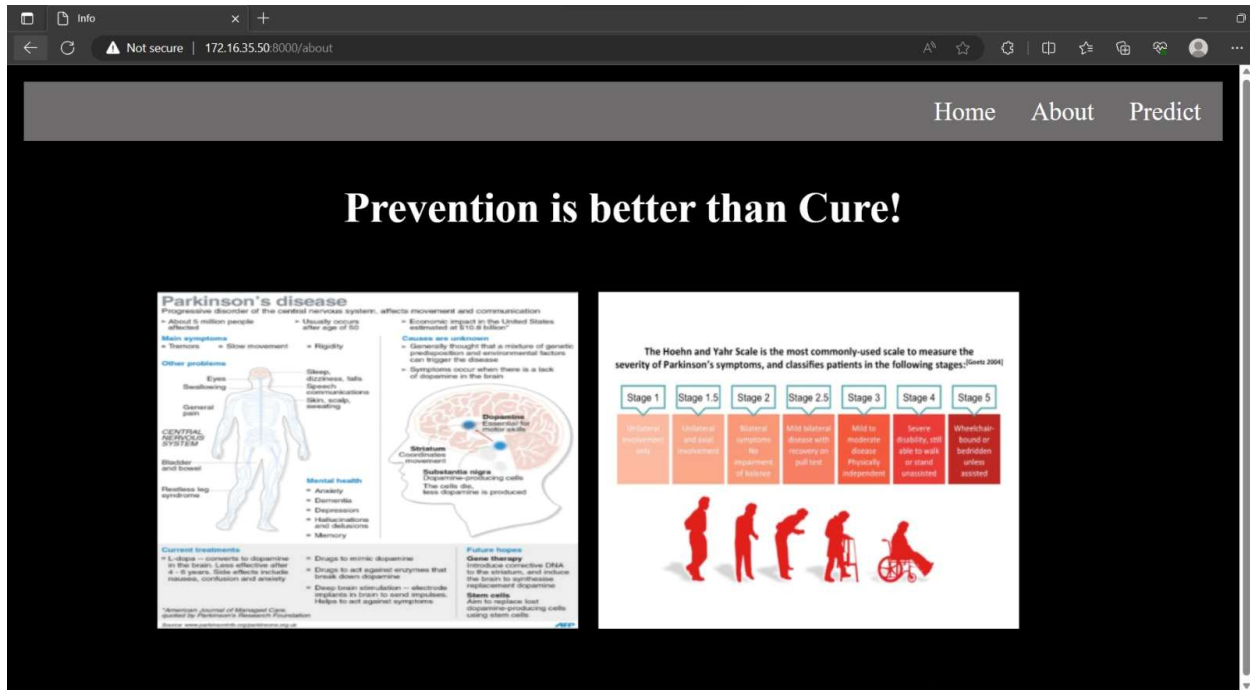 Info
Not secure | 172.16.35.50:8000/about
Home About Predict
Prevention is better than Cure!
Parkinson's disease
Progressive disorder of the central nervous system, affects movement and communication
About 5 million people
affected
Usually occurs
after age of 50
Economic impact in the United States
estimated at $10.8 billion*
Main symptoms
Tremors
Slow movement
Rigidity
Causes are unknown
Generally thought that a mixture of genetic
predisposition and environmental factors
can trigger the disease
Symptoms occur when there is a lack
of dopamine in the brain
Other problems
Eyes
Swallowing
General
pain
CENTRAL
NERVOUS
SYSTEM
Bladder
and bowel
Restless leg
syndrome
Sleep,
dizziness, falls
Speech
communications
Skin, scalp,
sweating
Mental health
Anxiety
Dementia
Depression
Hallucinations
and delusions
Memory
Dopamine
Essential for
motor skills
Striatum
Coordinates
movement
Substantia nigra
Dopamine-producing cells
The cells die,
less dopamine is produced
Current treatments
L-dopa – converts to dopamine
in the brain. Less effective after
4 - 6 years. Side effects include
nausea, confusion and anxiety
Drugs to mimic dopamine
Drugs to act against enzymes that
break down dopamine
Deep brain stimulation – electrode
implants in brain to send impulses.
Helps to act against symptoms
Future hopes
Gene therapy
Introduce corrective DNA
to the striatum, and induce
the brain to synthesise
replacement dopamine
Stem cells
Aim to replace lost
dopamine-producing cells
using stem cells
*American Journal of Managed Care,
quoted by Parkinson's Research Foundation
AFP
The Hoehn and Yahr Scale is the most commonly-used scale to measure the
severity of Parkinson's symptoms, and classifies patients in the following stages:[Goetz 2004]
Stage 1
Stage 1.5
Stage 2
Stage 2.5
Stage 3
Stage 4
Stage 5
Unilateral
involvement
only
Unilateral
and axial
involvement
Bilateral
symptoms
No
impairment
of balance
Mild bilateral
disease with
recovery on
pull test
Mild to
moderate
disease
Physically
independent
Severe
disability, still
able to walk
or stand
unassisted
Wheelchair-
bound or
bedridden
unless
assisted